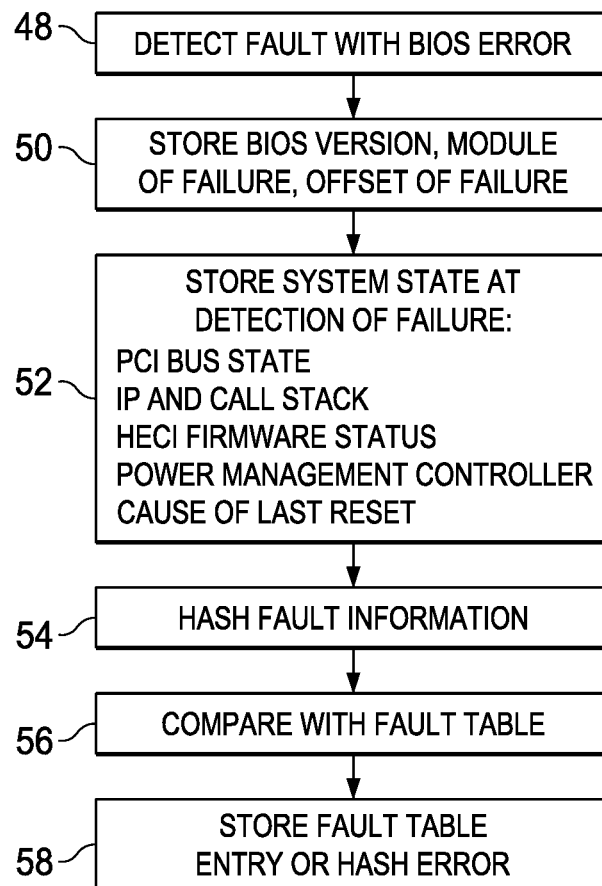 48
DETECT FAULT WITH BIOS ERROR
50
STORE BIOS VERSION, MODULE
OF FAILURE, OFFSET OF FAILURE
52
STORE SYSTEM STATE AT
DETECTION OF FAILURE:
PCI BUS STATE
IP AND CALL STACK
HECI FIRMWARE STATUS
POWER MANAGEMENT CONTROLLER
CAUSE OF LAST RESET
54
HASH FAULT INFORMATION
56
COMPARE WITH FAULT TABLE
58
STORE FAULT TABLE
ENTRY OR HASH ERROR